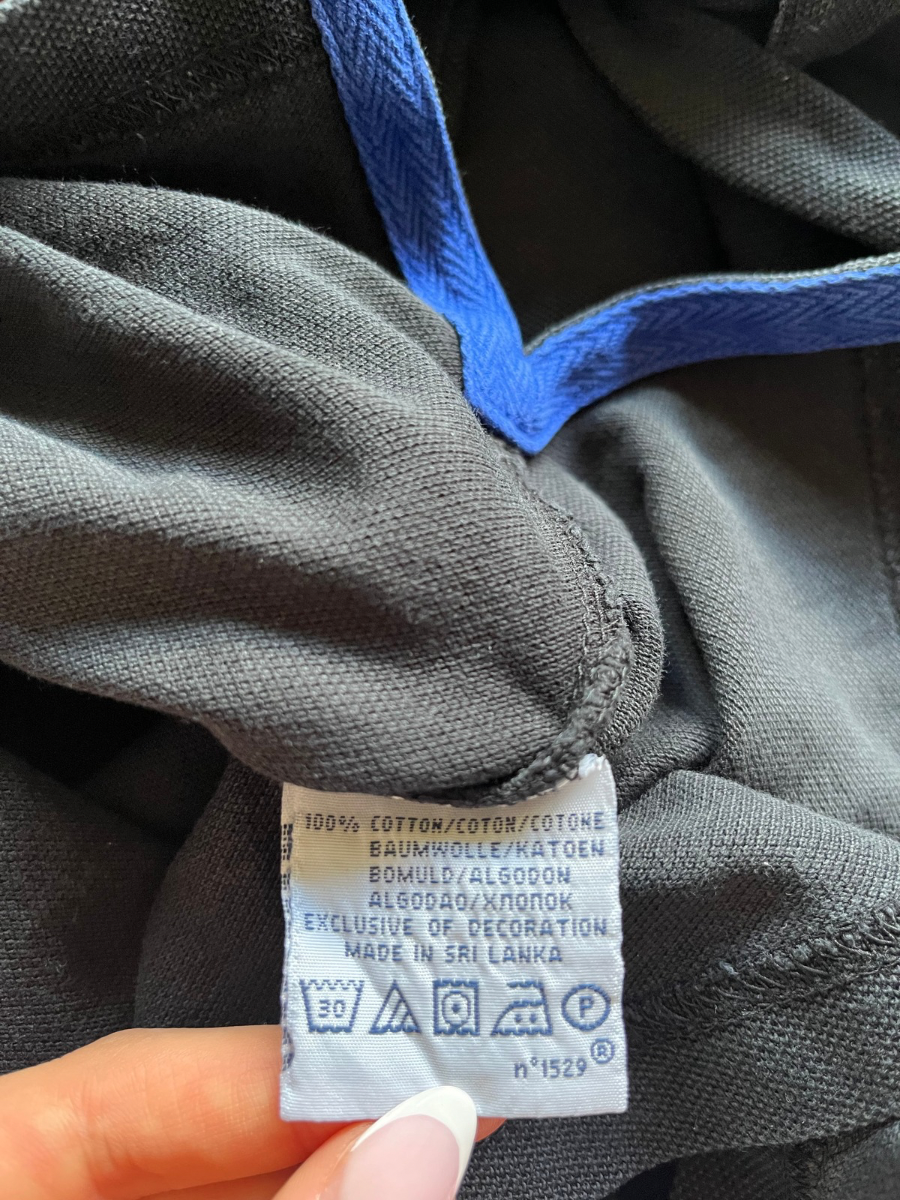 100% COTTON/COTON/COTONE
BAUMWOLLE/KATOEN
BOMULD/ALGODON
ALGODAO/ХЛОПОК
EXCLUSIVE OF DECORATION
MADE IN SRI LANKA
30 P
n°1529®